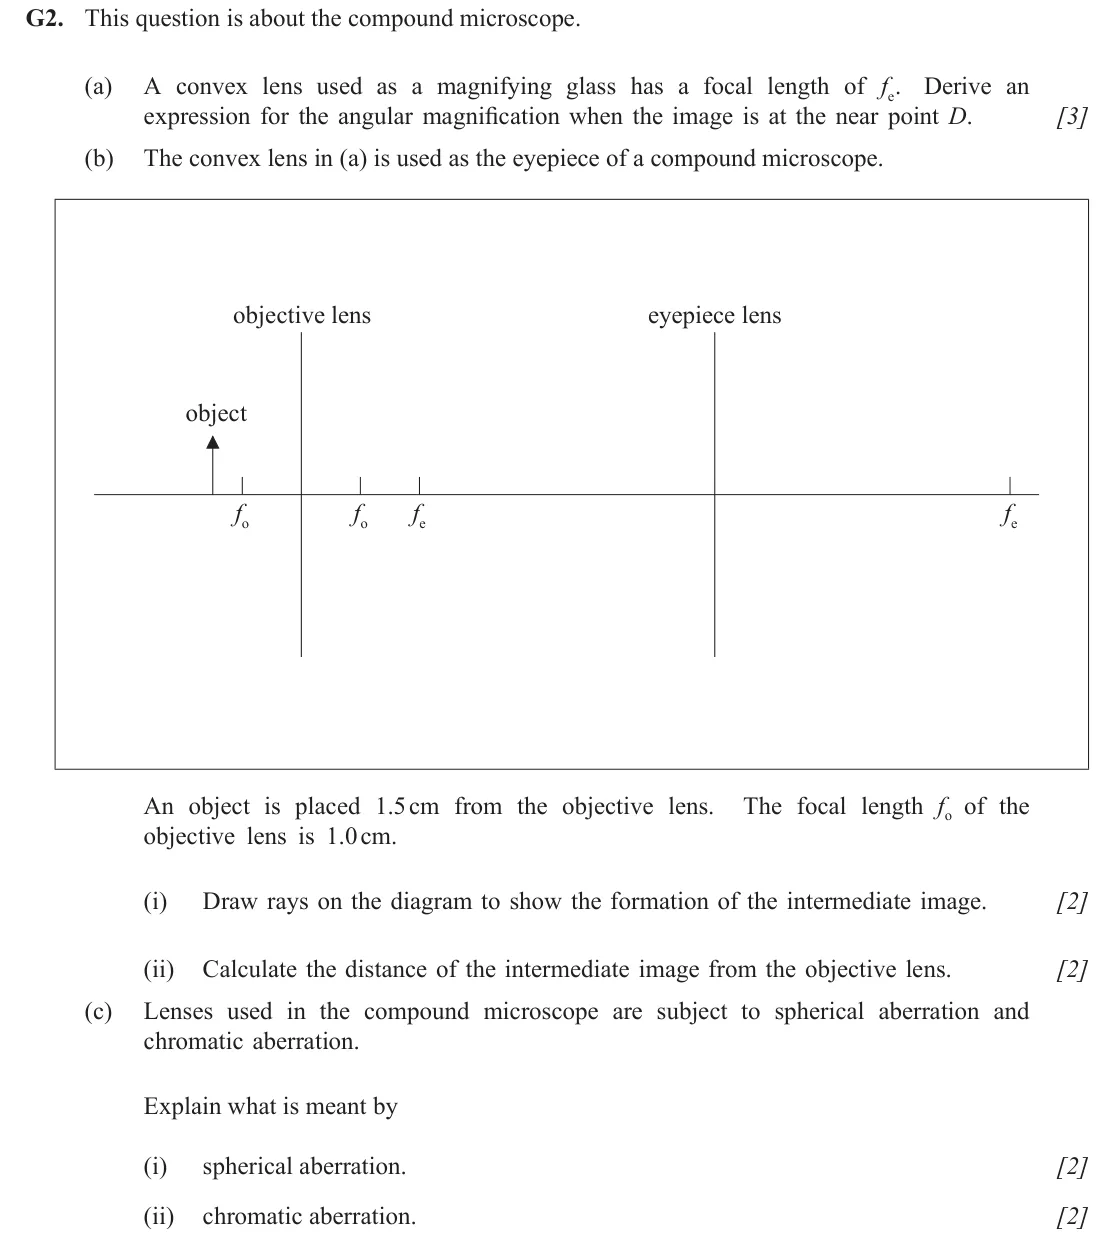 G2. This question is about the compound microscope.
(a) A convex lens used as a magnifying glass has a focal length of fe. Derive an
expression for the angular magnification when the image is at the near point D. [3]
(b) The convex lens in (a) is used as the eyepiece of a compound microscope.
objective lens eyepiece lens
object
fo fo fe fe
An object is placed 1.5cm from the objective lens. The focal length fo of the
objective lens is 1.0cm.
(i) Draw rays on the diagram to show the formation of the intermediate image. [2]
(ii) Calculate the distance of the intermediate image from the objective lens. [2]
(c) Lenses used in the compound microscope are subject to spherical aberration and
chromatic aberration.
Explain what is meant by
(i) spherical aberration. [2]
(ii) chromatic aberration. [2]